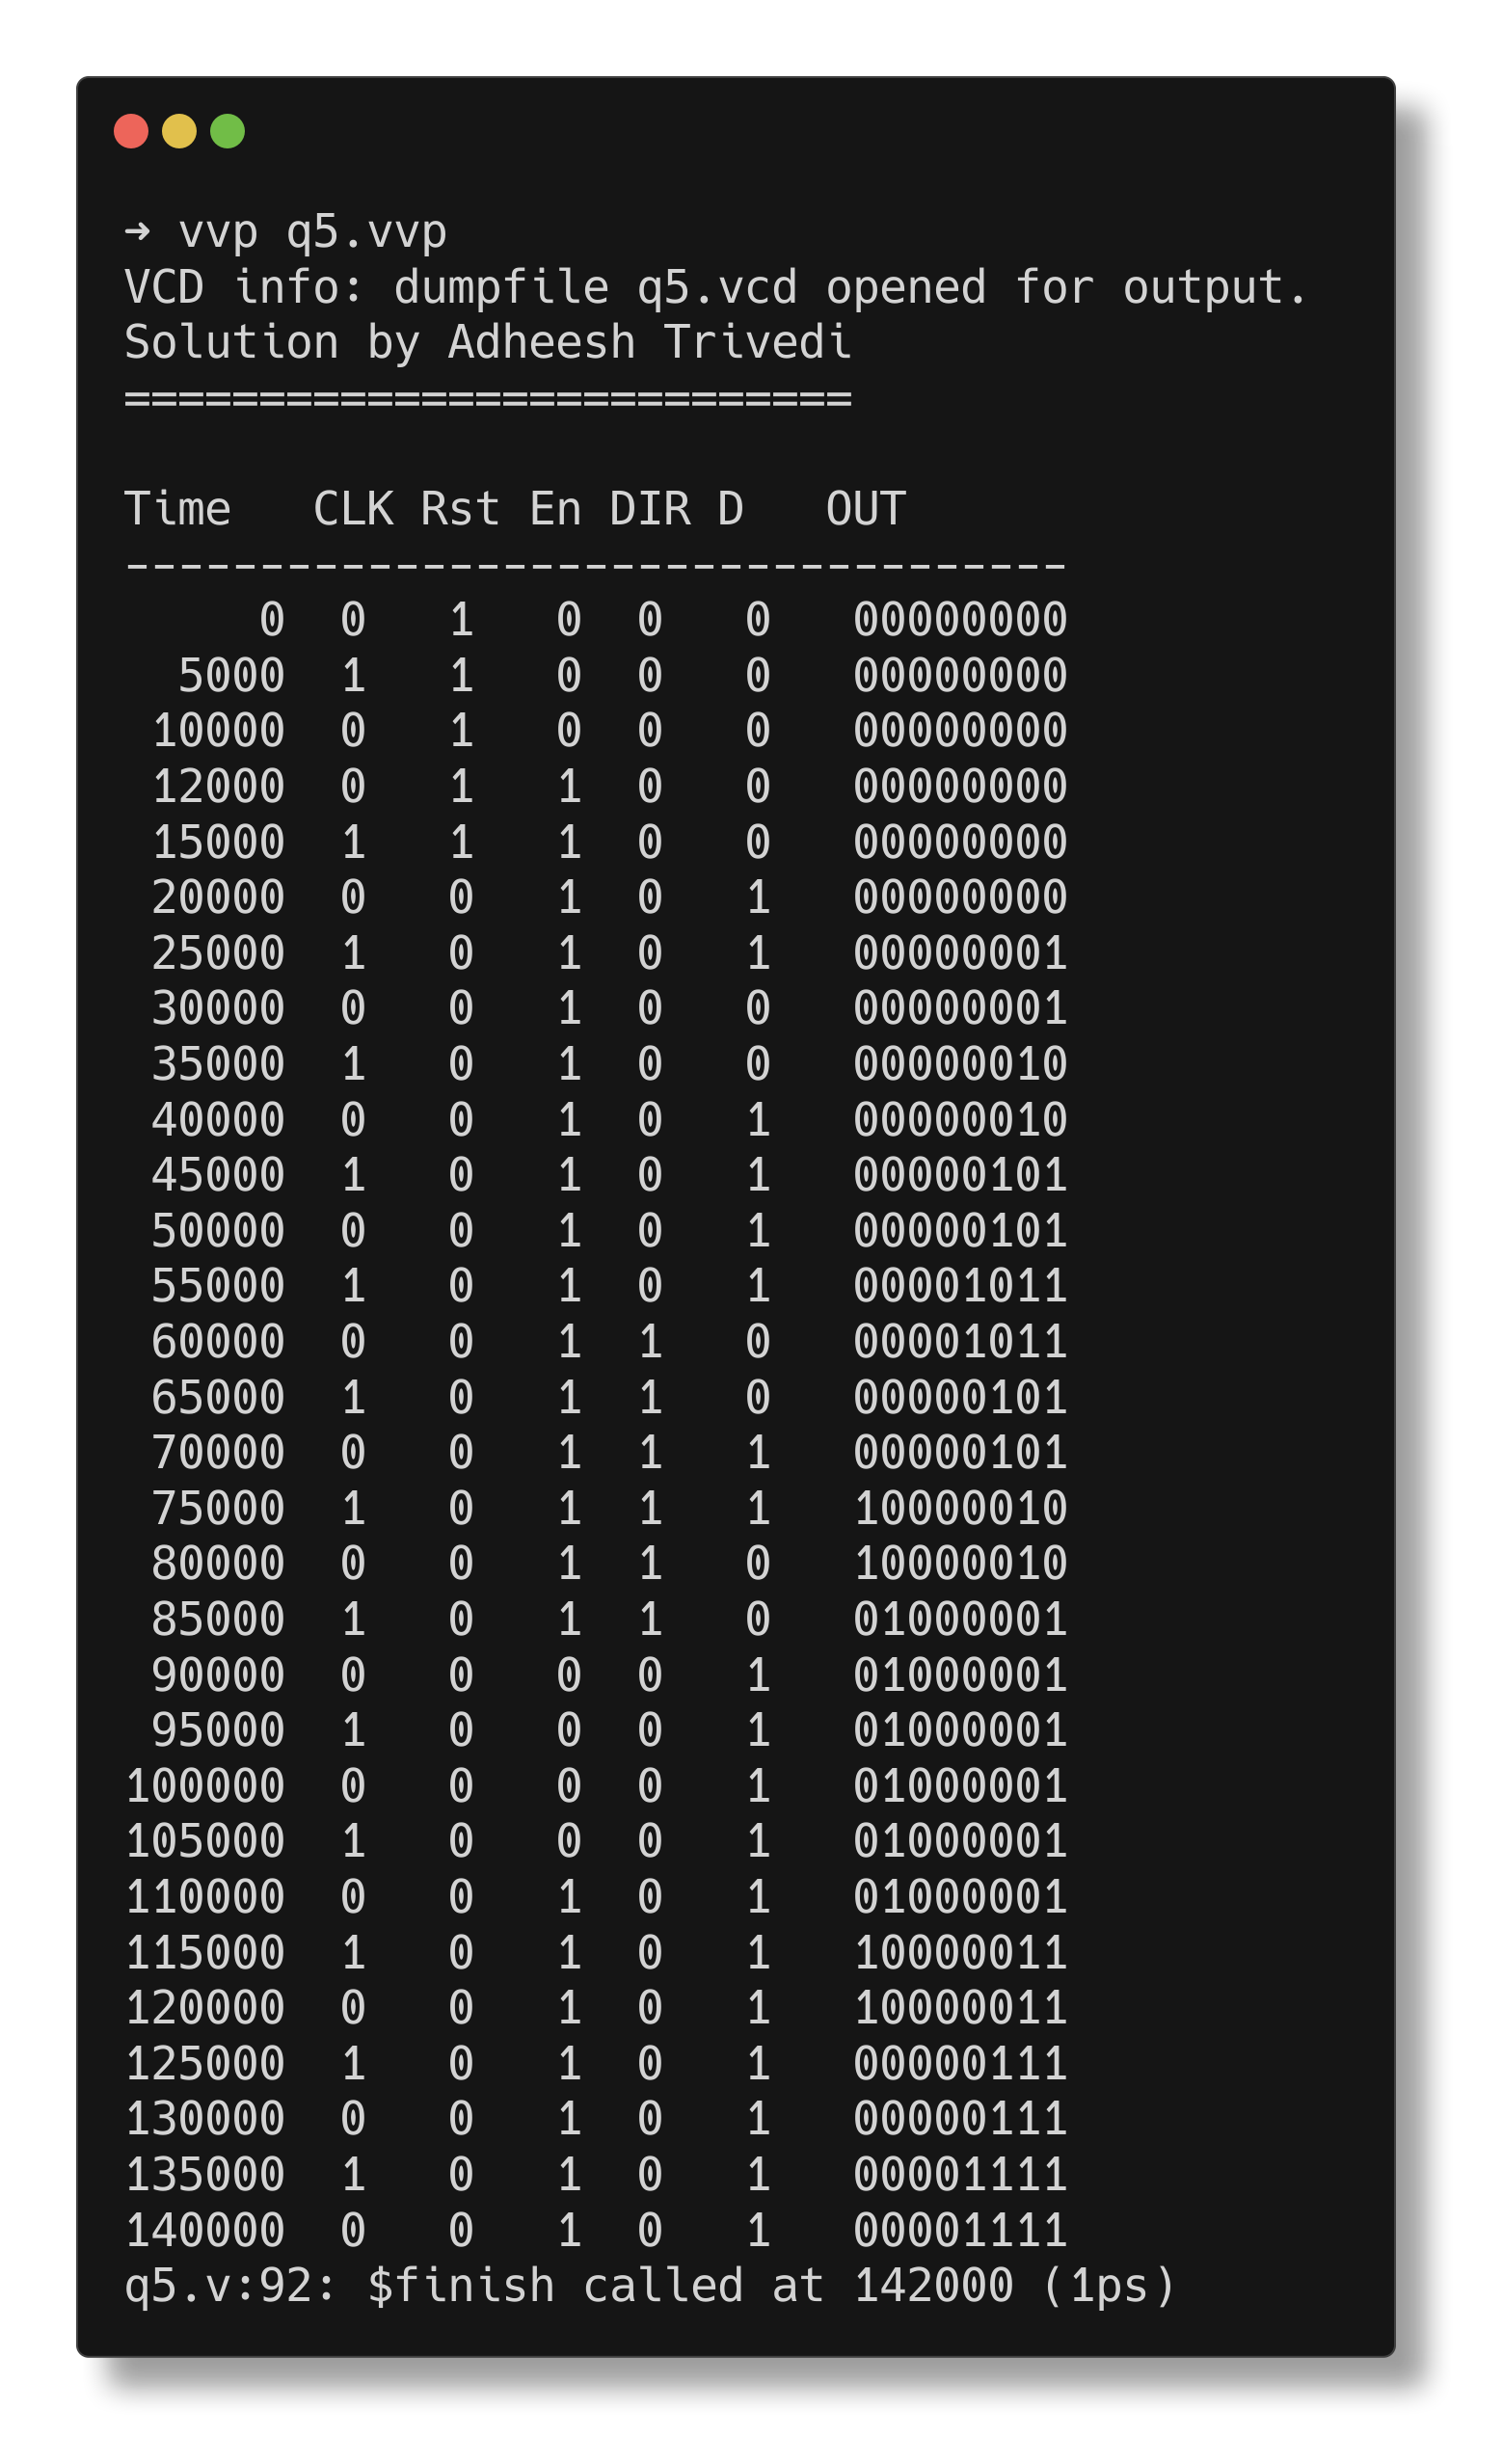 ➜ vvp q5.vvp
VCD info: dumpfile q5.vcd opened for output.
Solution by Adheesh Trivedi
===========================

Time   CLK Rst En DIR D   OUT
-----------------------------------
     0  0   1   0  0   0   00000000
  5000  1   1   0  0   0   00000000
 10000  0   1   0  0   0   00000000
 12000  0   1   1  0   0   00000000
 15000  1   1   1  0   0   00000000
 20000  0   0   1  0   1   00000000
 25000  1   0   1  0   1   00000001
 30000  0   0   1  0   0   00000001
 35000  1   0   1  0   0   00000010
 40000  0   0   1  0   1   00000010
 45000  1   0   1  0   1   00000101
 50000  0   0   1  0   1   00000101
 55000  1   0   1  0   1   00001011
 60000  0   0   1  1   0   00001011
 65000  1   0   1  1   0   00000101
 70000  0   0   1  1   1   00000101
 75000  1   0   1  1   1   10000010
 80000  0   0   1  1   0   10000010
 85000  1   0   1  1   0   01000001
 90000  0   0   0  0   1   01000001
 95000  1   0   0  0   1   01000001
100000  0   0   0  0   1   01000001
105000  1   0   0  0   1   01000001
110000  0   0   1  0   1   01000001
115000  1   0   1  0   1   10000011
120000  0   0   1  0   1   10000011
125000  1   0   1  0   1   00000111
130000  0   0   1  0   1   00000111
135000  1   0   1  0   1   00001111
140000  0   0   1  0   1   00001111
q5.v:92: $finish called at 142000 (1ps)